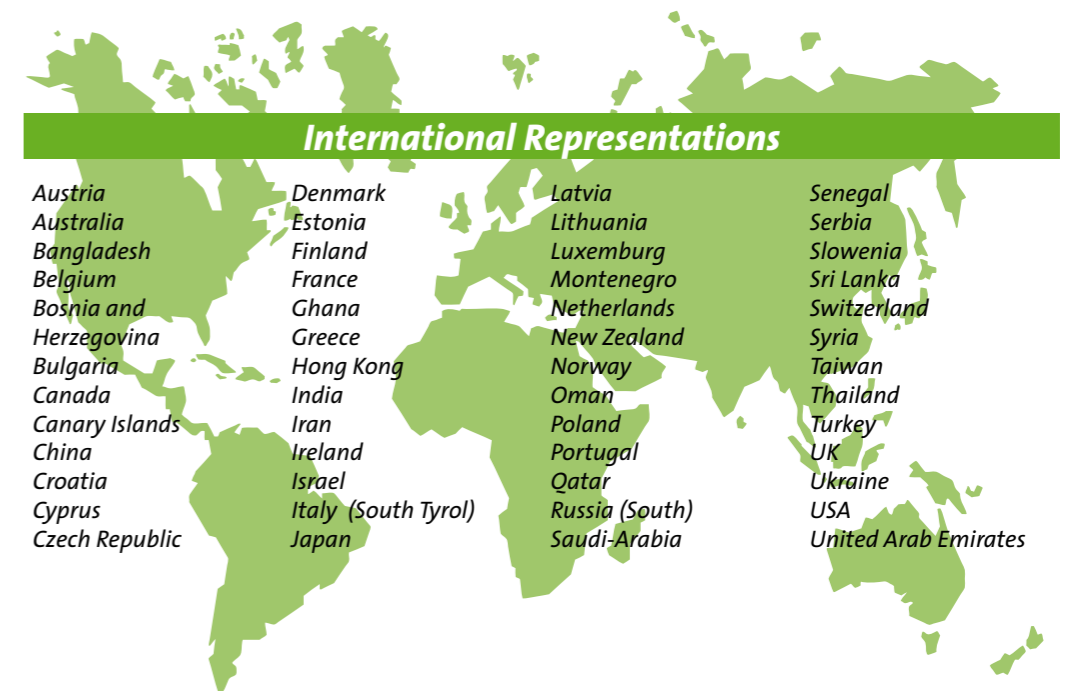 International Representations
Austria
Australia
Bangladesh
Belgium
Bosnia and
Herzegovina
Bulgaria
Canada
Canary Islands
China
Croatia
Cyprus
Czech Republic
Denmark
Estonia
Finland
France
Ghana
Greece
Hong Kong
India
Iran
Ireland
Israel
Italy (South Tyrol)
Japan
Latvia
Lithuania
Luxemburg
Montenegro
Netherlands
New Zealand
Norway
Oman
Poland
Portugal
Qatar
Russia (South)
Saudi-Arabia
Senegal
Serbia
Slowenia
Sri Lanka
Switzerland
Syria
Taiwan
Thailand
Turkey
UK
Ukraine
USA
United Arab Emirates